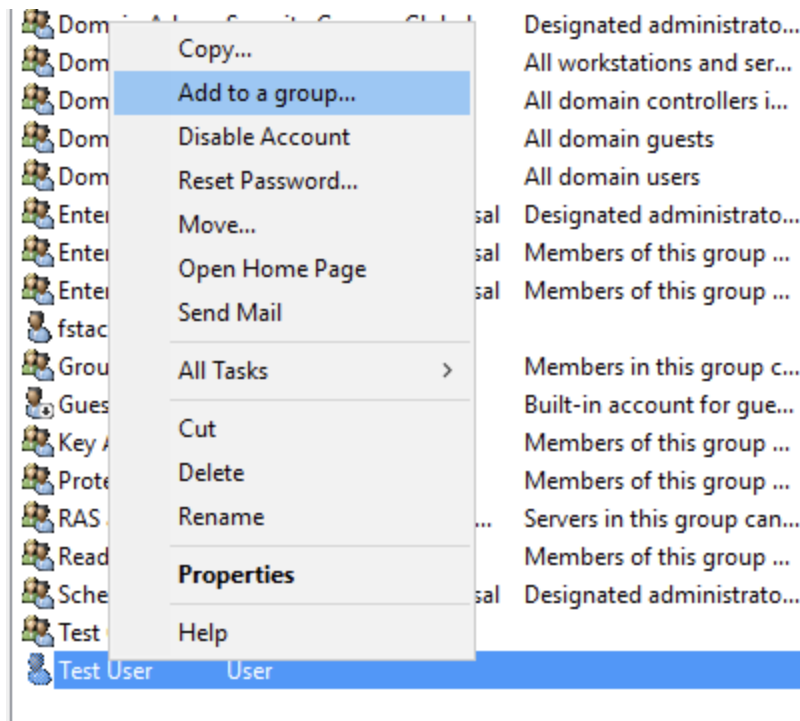 Designated administrato...
Dom All workstations and ser...
Dom All domain controllers i...
Dom All domain guests
Dom All domain users
Enter sal Designated administrato...
Enter sal Members of this group ...
Enter sal Members of this group ...
fstac
Grou Members in this group c...
Gues Built-in account for gue...
Key Members of this group ...
Prote Members of this group ...
RAS ... Servers in this group can...
Read Members of this group ...
Sche sal Designated administrato...
Test
Test User User
Copy...
Add to a group...
Disable Account
Reset Password...
Move...
Open Home Page
Send Mail
All Tasks
Cut
Delete
Rename
Properties
Help